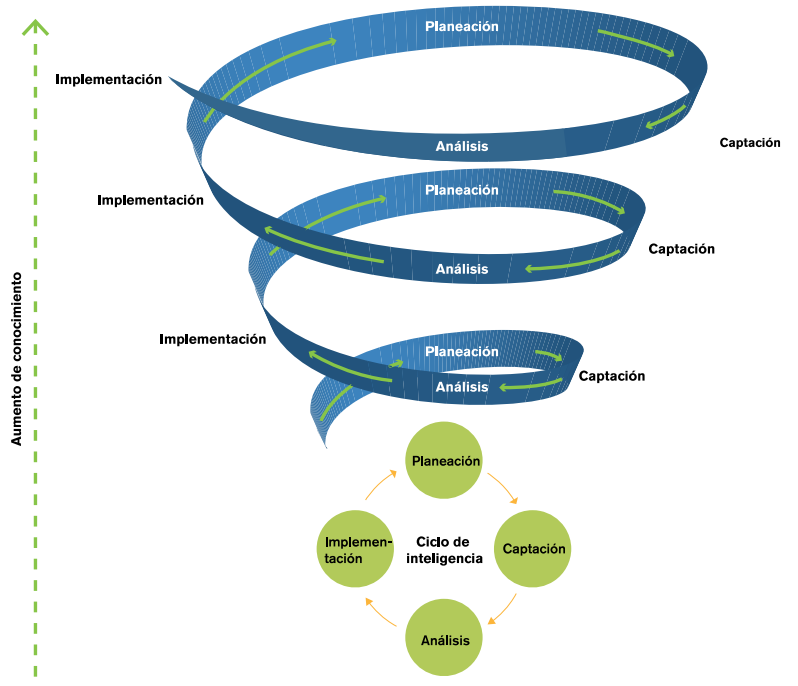 Planeación
Implementación
Análisis
Captación
Planeación
Implementación
Captación
Análisis
Implementación
Planeación
Captación
Análisis
Aumento de conocimiento
Planeación
Implemen-
tación
Ciclo de
inteligencia
Captación
Análisis